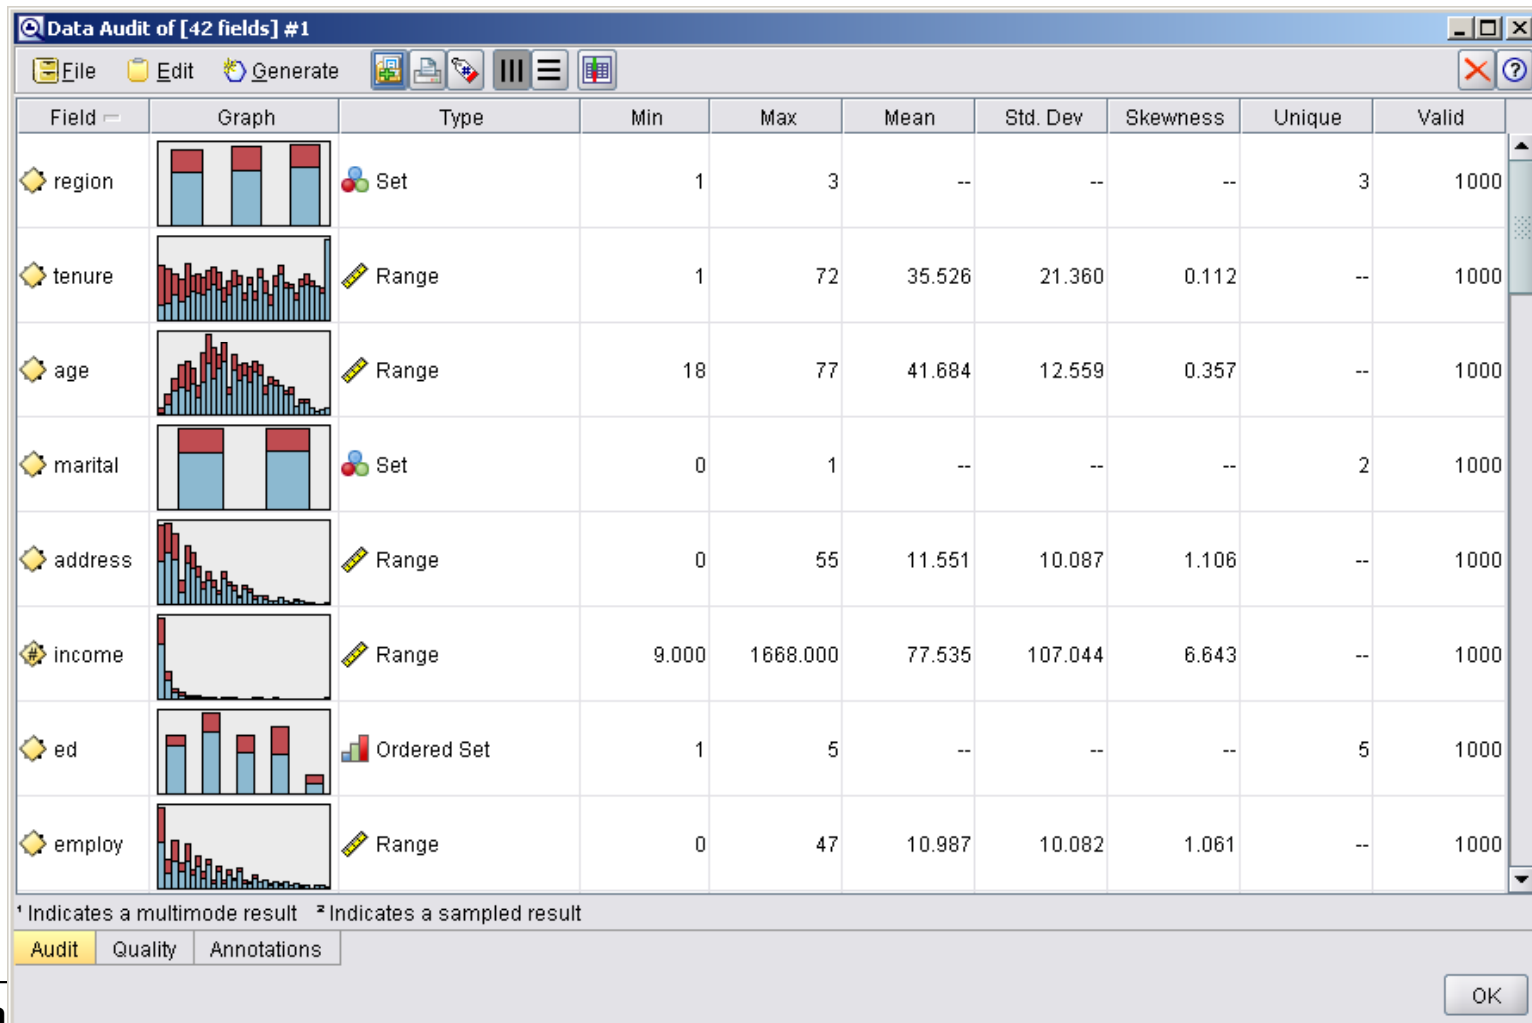 Data Audit of [42 fields] #1
File Edit Generate
Field Graph Type Min Max Mean Std. Dev Skewness Unique Valid
region Set 1 3 -- -- -- 3 1000
tenure Range 1 72 35.526 21.360 0.112 -- 1000
age Range 18 77 41.684 12.559 0.357 -- 1000
marital Set 0 1 -- -- -- 2 1000
address Range 0 55 11.551 10.087 1.106 -- 1000
income Range 9.000 1668.000 77.535 107.044 6.643 -- 1000
ed Ordered Set 1 5 -- -- -- 5 1000
employ Range 0 47 10.987 10.082 1.061 -- 1000
¹ Indicates a multimode result ² Indicates a sampled result
Audit Quality Annotations
OK